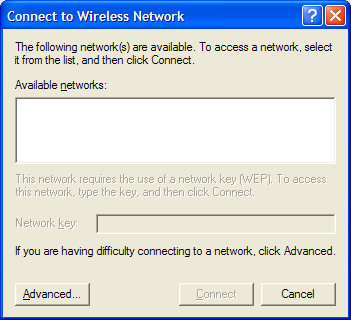 Connect to Wireless Network
The following network(s) are available. To access a network, select
it from the list, and then click Connect.
Available networks:
This network requires the use of a network key (WEP). To access
this network, type the key, and then click Connect.
Network key:
If you are having difficulty connecting to a network, click Advanced.
Advanced... Connect Cancel